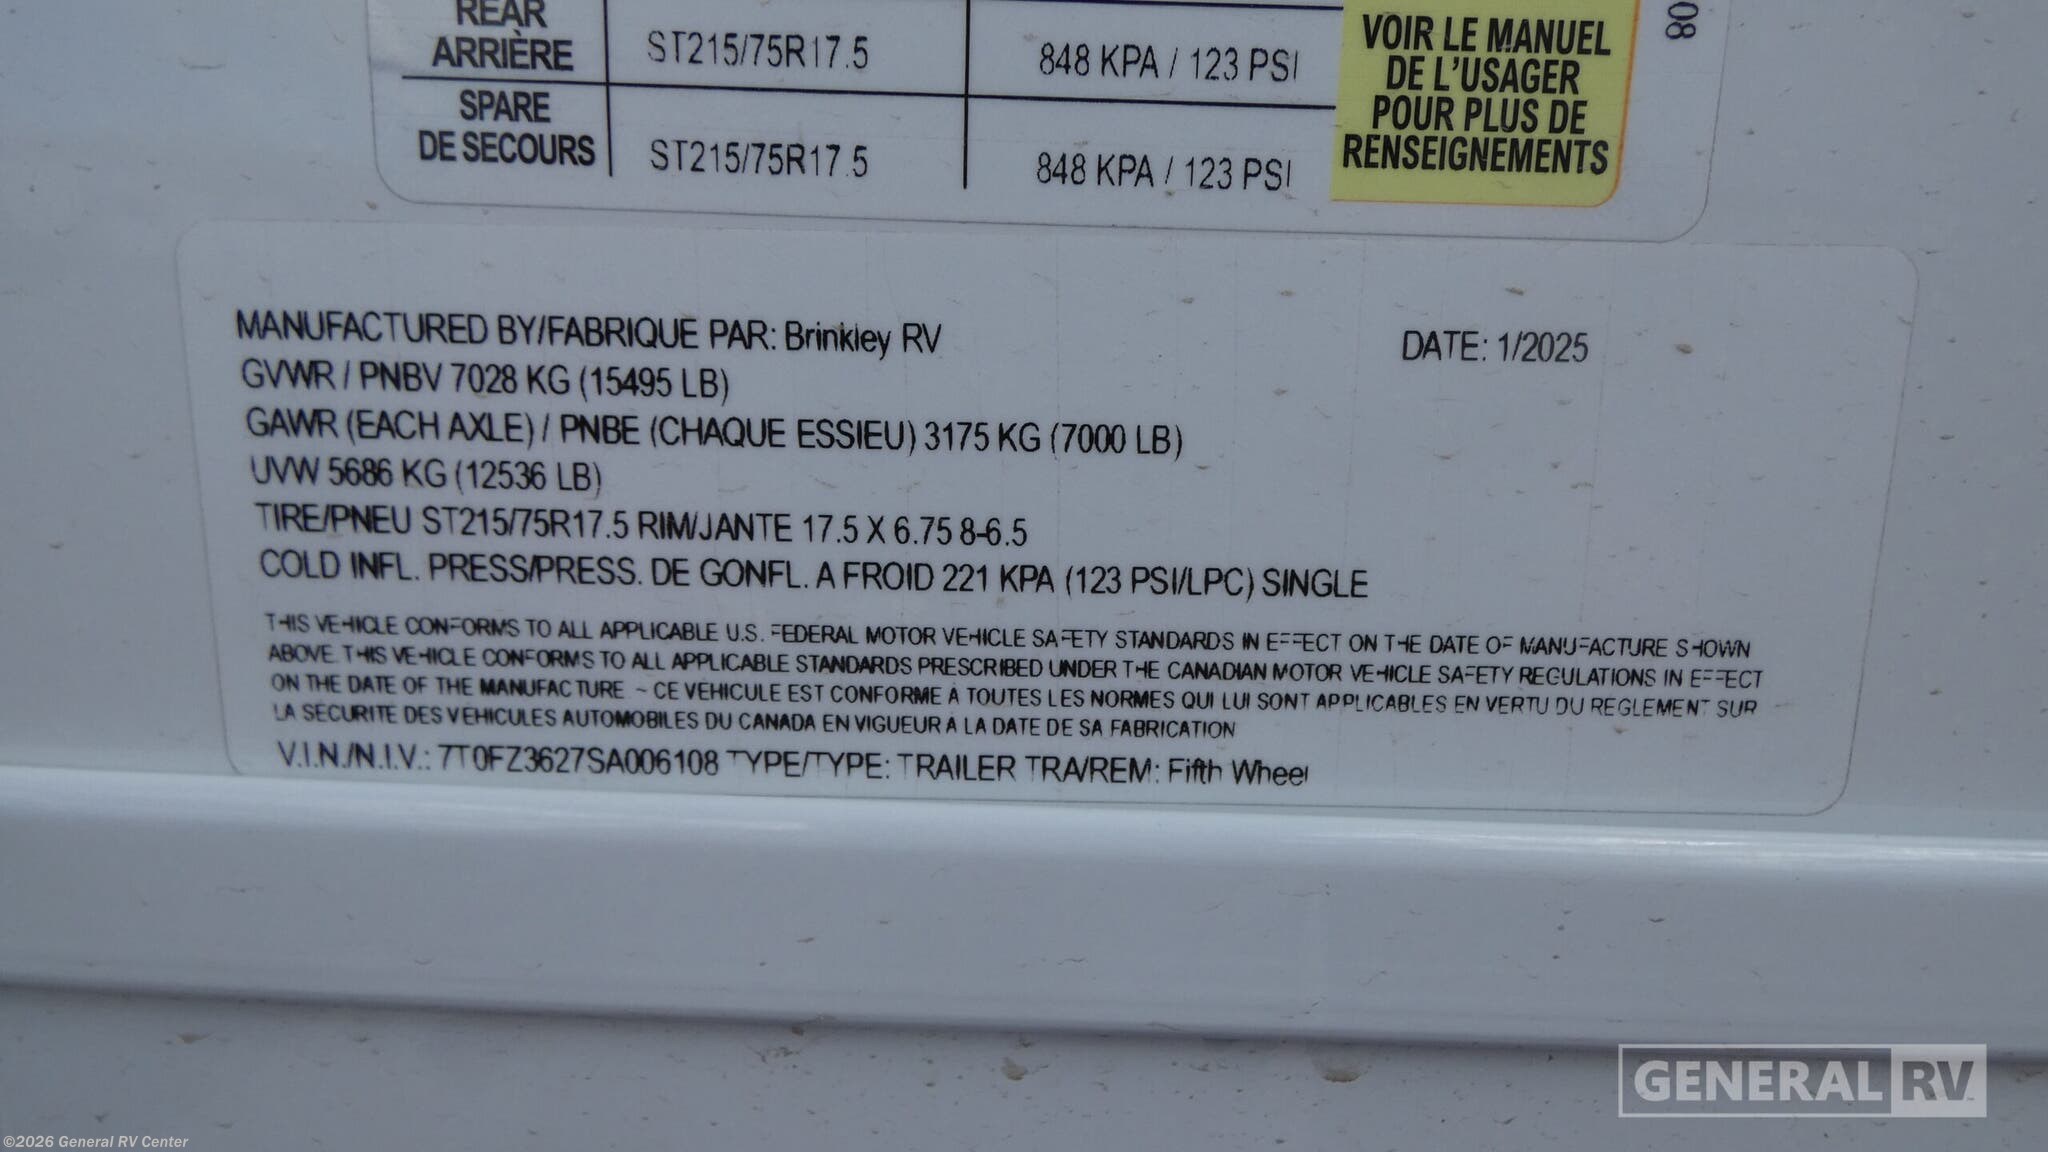 REAR
ARRIÈRE
ST215/75R17.5
848 KPA / 123 PSI
SPARE
DE SECOURS
ST215/75R17.5
848 KPA / 123 PSI
VOIR LE MANUEL
DE L'USAGER
POUR PLUS DE
RENSEIGNEMENTS
08
MANUFACTURED BY/FABRIQUE PAR: Brinkley RV
DATE: 1/2025
GVWR / PNBV 7028 KG (15495 LB)
GAWR (EACH AXLE) / PNBE (CHAQUE ESSIEU) 3175 KG (7000 LB)
UVW 5686 KG (12536 LB)
TIRE/PNEU ST215/75R17.5 RIM/JANTE 17.5 X 6.75 8-6.5
COLD INFL. PRESS/PRESS. DE GONFL. A FROID 221 KPA (123 PSI/LPC) SINGLE
THIS VEHICLE CONFORMS TO ALL APPLICABLE U.S. FEDERAL MOTOR VEHICLE SAFETY STANDARDS IN EFFECT ON THE DATE OF MANUFACTURE SHOWN
ABOVE. THIS VEHICLE CONFORMS TO ALL APPLICABLE STANDARDS PRESCRIBED UNDER THE CANADIAN MOTOR VEHICLE SAFETY REGULATIONS IN EFFECT
ON THE DATE OF THE MANUFACTURE ~ CE VEHICULE EST CONFORME À TOUTES LES NORMES QUI LUI SONT APPLICABLES EN VERTU DU REGLEMENT SUR
LA SECURITE DES VEHICULES AUTOMOBILES DU CANADA EN VIGUEUR À LA DATE DE SA FABRICATION
V.I.N./N.I.V.: 7T0FZ3627SA006108 TYPE/TYPE: TRAILER TRA/REM: Fifth Wheel
GENERAL RV
©2026 General RV Center